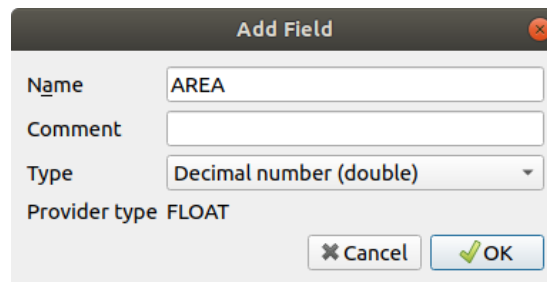 Add Field
Name AREA
Comment
Type Decimal number (double)
Provider type FLOAT
Cancel OK